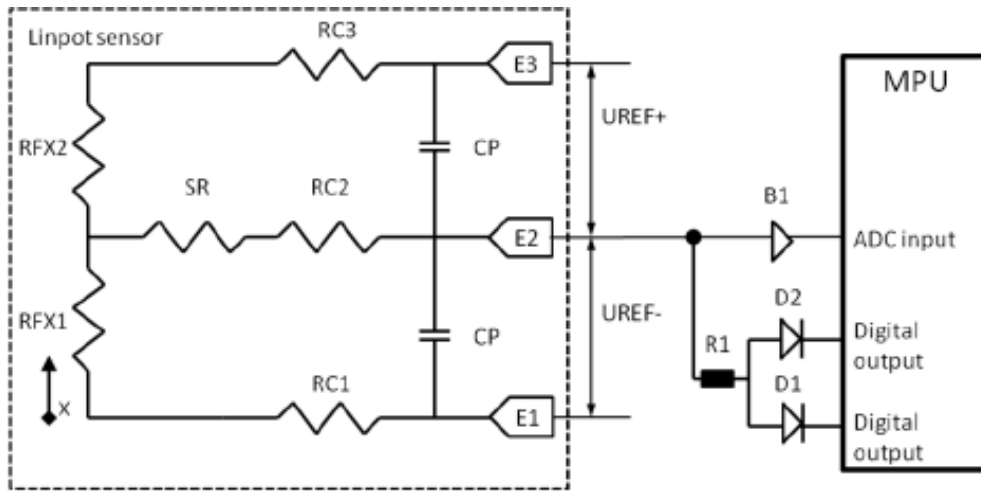 Linpot sensor
RC3
E3
MPU
UREF+
RFX2
CP
SR
RC2
B1
E2
ADC input
RFX1
UREF-
D2
CP
R1
Digital
output
X
RC1
D1
E1
Digital
output